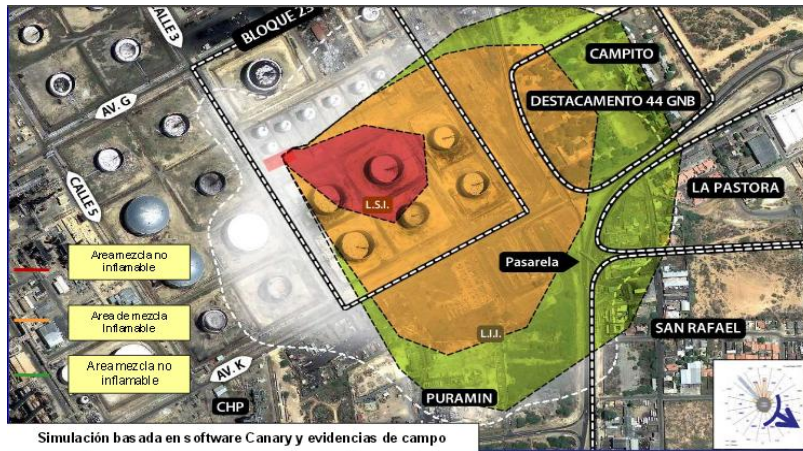 CALLE 3
BLOQUE 23
CAMPITO
AV. G
DESTACAMENTO 44 GNB
CALLE 5
LA PASTORA
L.S.I.
Area mezcla no
inflamable
Pasarela
Area de mezcla
Inflamable
SAN RAFAEL
L.I.I.
Area mezcla no
inflamable
AV. K
PURAMIN
CHP
Simulación basada en software Canary y evidencias de campo